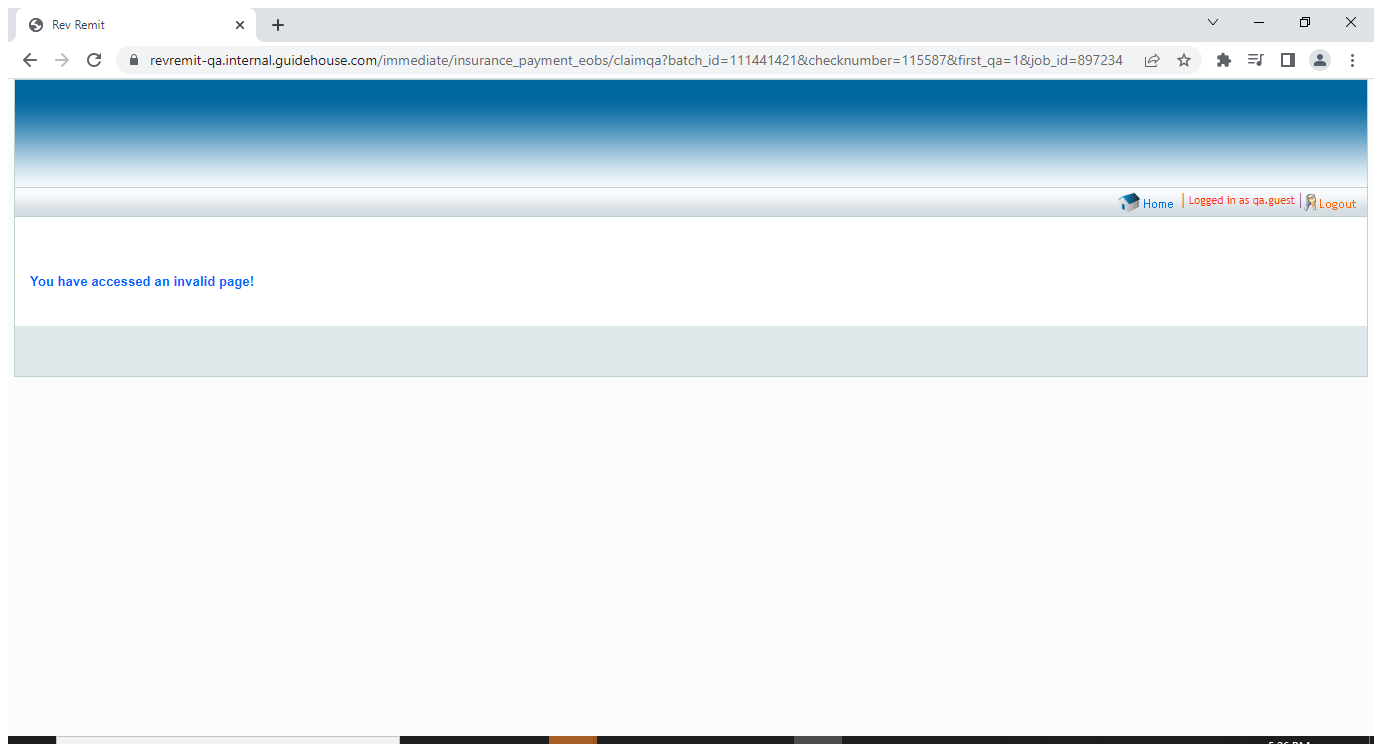 Rev Remit
revremit-qa.internal.guidehouse.com/immediate/insurance_payment_eobs/claimqa?batch_id=111441421&checknumber=115587&first_qa=1&job_id=897234
Home | Logged in as qa.guest | Logout
You have accessed an invalid page!